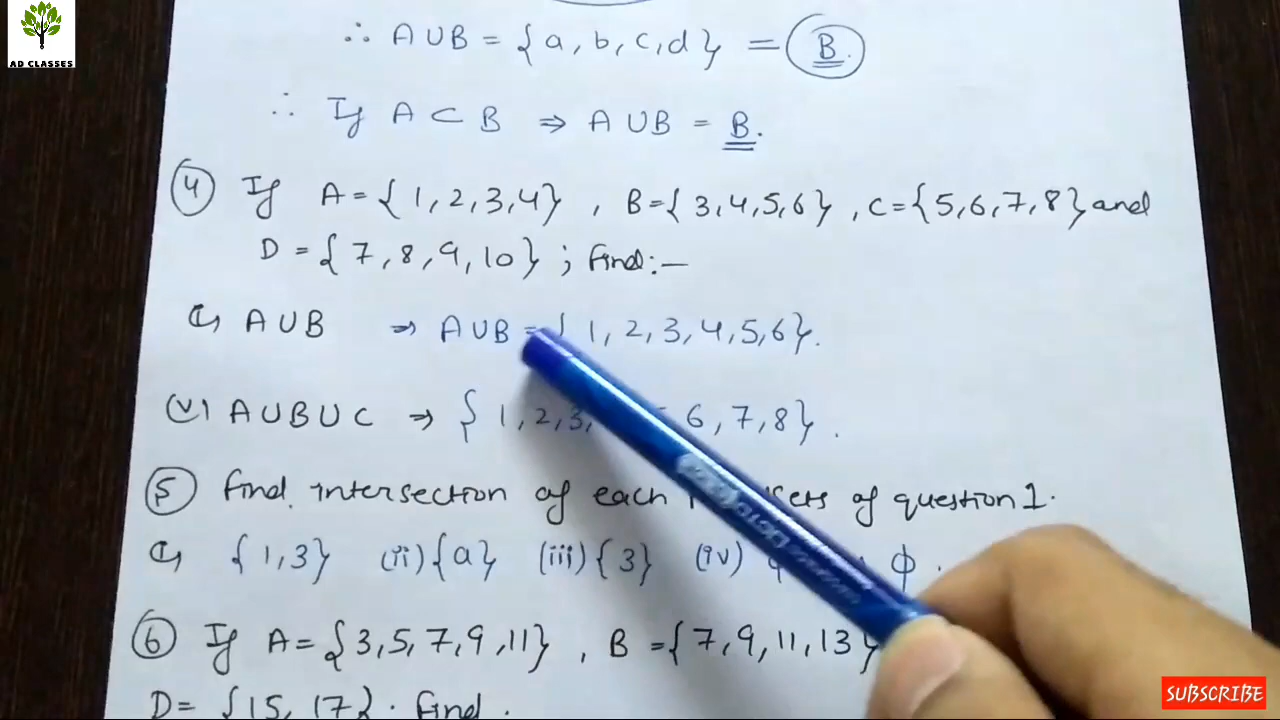 AD CLASSES
∴ A∪B = {a, b, c, d} = B.
∴ If A ⊂ B ⇒ A∪B = B.
4 If A = {1, 2, 3, 4} , B = {3, 4, 5, 6} , C = {5, 6, 7, 8} and
D = {7, 8, 9, 10} ; find :—
(i) A∪B ⇒ A∪B = { 1, 2, 3, 4, 5, 6}.
(v) A∪B∪C ⇒ { 1, 2, 3, 6, 7, 8} .
5 find intersection of each sets of question 1.
(i) {1, 3} (ii) {a} (iii) {3} (iv) ϕ .
6 If A = {3, 5, 7, 9, 11} , B = {7, 9, 11, 13}
D = {15, 17} . find .
SUBSCRIBE